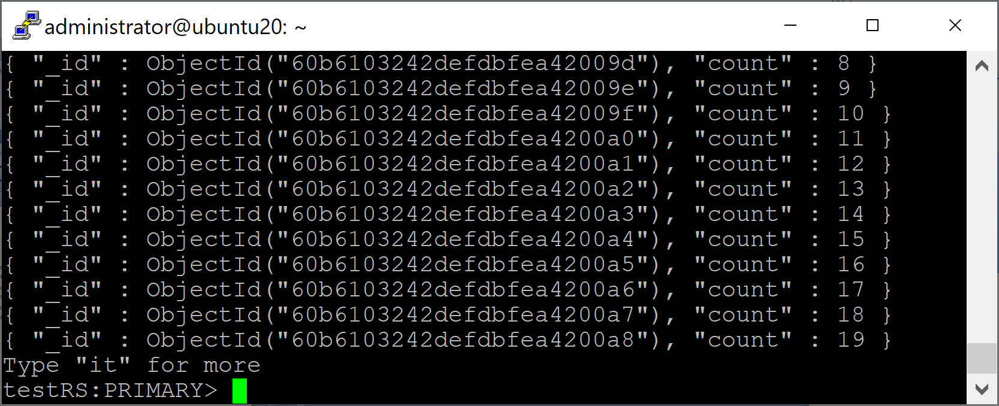 administrator@ubuntu20: ~
{ "_id" : ObjectId("60b6103242defdbfea42009d"), "count" : 8 }
{ "_id" : ObjectId("60b6103242defdbfea42009e"), "count" : 9 }
{ "_id" : ObjectId("60b6103242defdbfea42009f"), "count" : 10 }
{ "_id" : ObjectId("60b6103242defdbfea4200a0"), "count" : 11 }
{ "_id" : ObjectId("60b6103242defdbfea4200a1"), "count" : 12 }
{ "_id" : ObjectId("60b6103242defdbfea4200a2"), "count" : 13 }
{ "_id" : ObjectId("60b6103242defdbfea4200a3"), "count" : 14 }
{ "_id" : ObjectId("60b6103242defdbfea4200a4"), "count" : 15 }
{ "_id" : ObjectId("60b6103242defdbfea4200a5"), "count" : 16 }
{ "_id" : ObjectId("60b6103242defdbfea4200a6"), "count" : 17 }
{ "_id" : ObjectId("60b6103242defdbfea4200a7"), "count" : 18 }
{ "_id" : ObjectId("60b6103242defdbfea4200a8"), "count" : 19 }
Type "it" for more
testRS:PRIMARY>